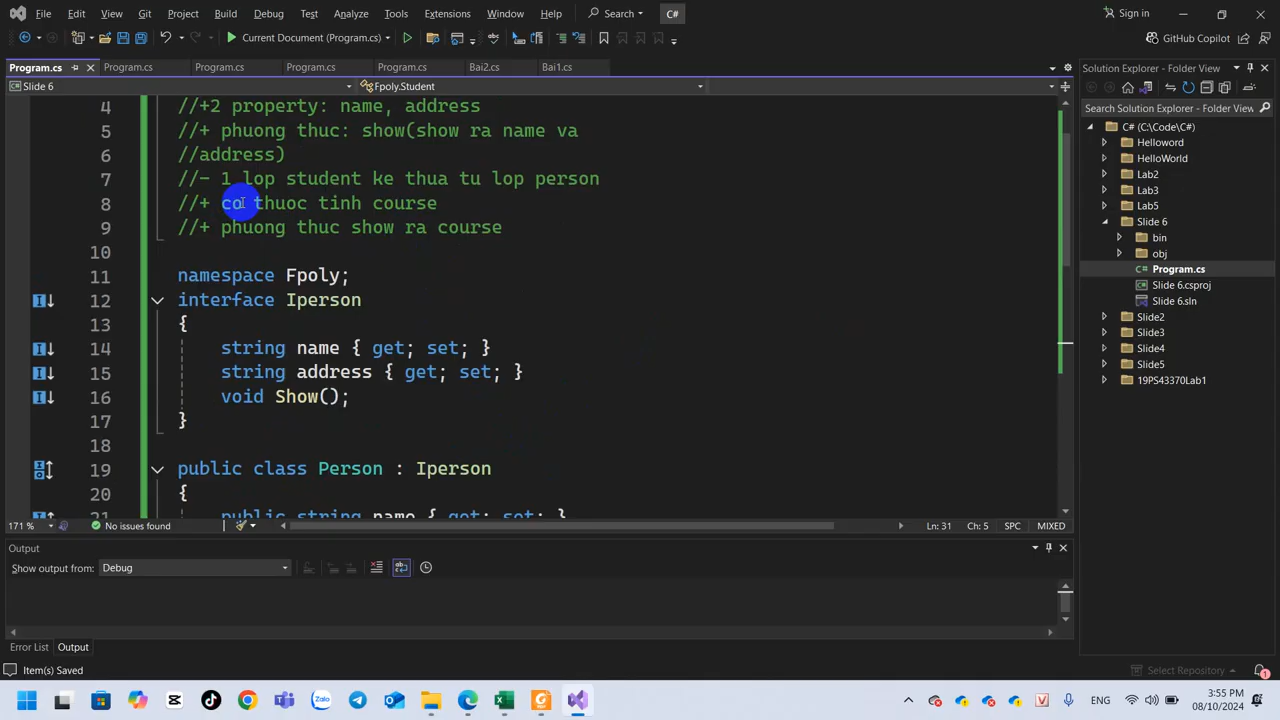 File Edit View Git Project Build Debug Test Analyze Tools Extensions Window Help Search C# Sign in
Current Document (Program.cs) GitHub Copilot
Program.cs Program.cs Program.cs Program.cs Program.cs Bai2.cs Bai1.cs
Slide 6 Fpoly.Student
4 //+2 property: name, address
5 //+ phuong thuc: show(show ra name va
6 //address)
7 //- 1 lop student ke thua tu lop person
8 //+ co thuoc tinh course
9 //+ phuong thuc show ra course
10
11 namespace Fpoly;
12 interface Iperson
13 {
14 string name { get; set; }
15 string address { get; set; }
16 void Show();
17 }
18
19 public class Person : Iperson
20 {
21 public string name { get; set; }
171 % No issues found Ln: 31 Ch: 5 SPC MIXED
Output
Show output from: Debug
Error List Output
Item(s) Saved Select Repository
Solution Explorer - Folder View
Search Solution Explorer - Folder View
C# (C:\Code\C#)
Helloword
HelloWorld
Lab2
Lab3
Lab5
Slide 6
bin
obj
C# Program.cs
Slide 6.csproj
Slide 6.sln
Slide2
Slide3
Slide4
Slide5
19PS43370Lab1
Zalo ENG 3:55 PM
08/10/2024
1